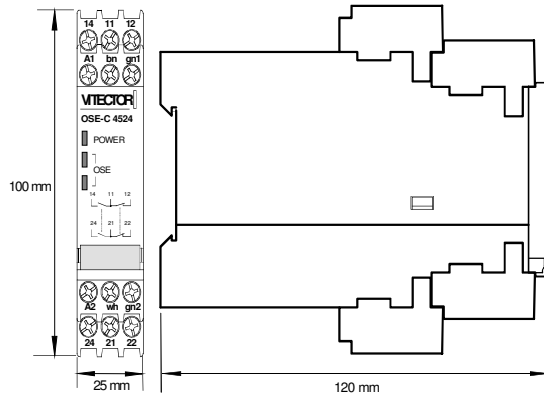 14 11 12
A1 bn gn1
VITECTOR
OSE-C 4524
POWER
OSE
14 11 12
24 21 22
A2 wh gn2
24 21 22
100 mm
25 mm
120 mm